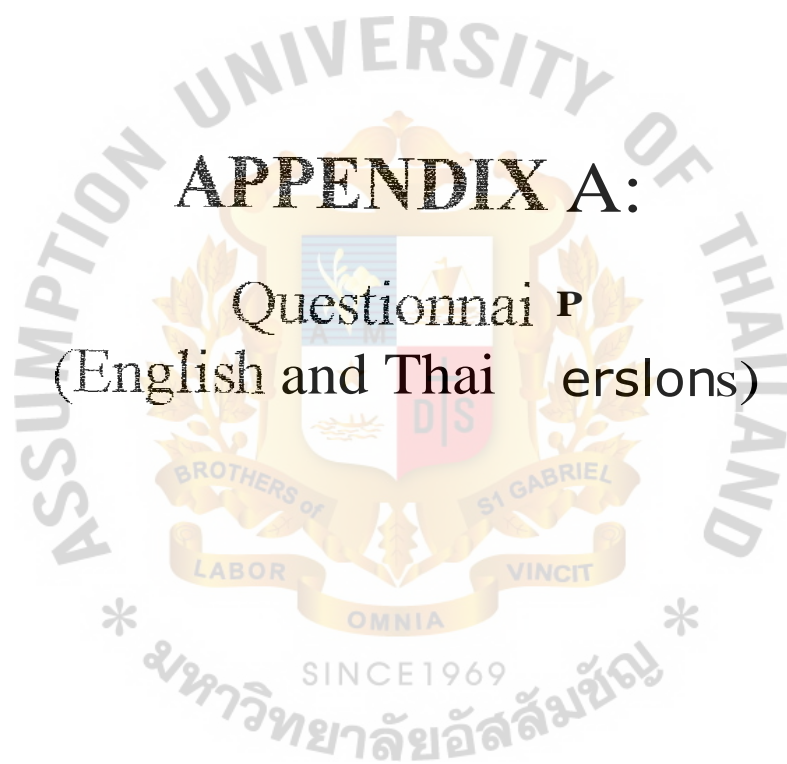 UNIVERSITY OF
ASSUMPTION
THAILAND
APPENDIX A:
Questionnai P
(English and Thai erslons)
A M
D S
BROTHERS of
S1 GABRIEL
LABOR
VINCIT
OMNIA
SINCE1969
* *
มหาวิทยาลัยอัสสัมชัญ